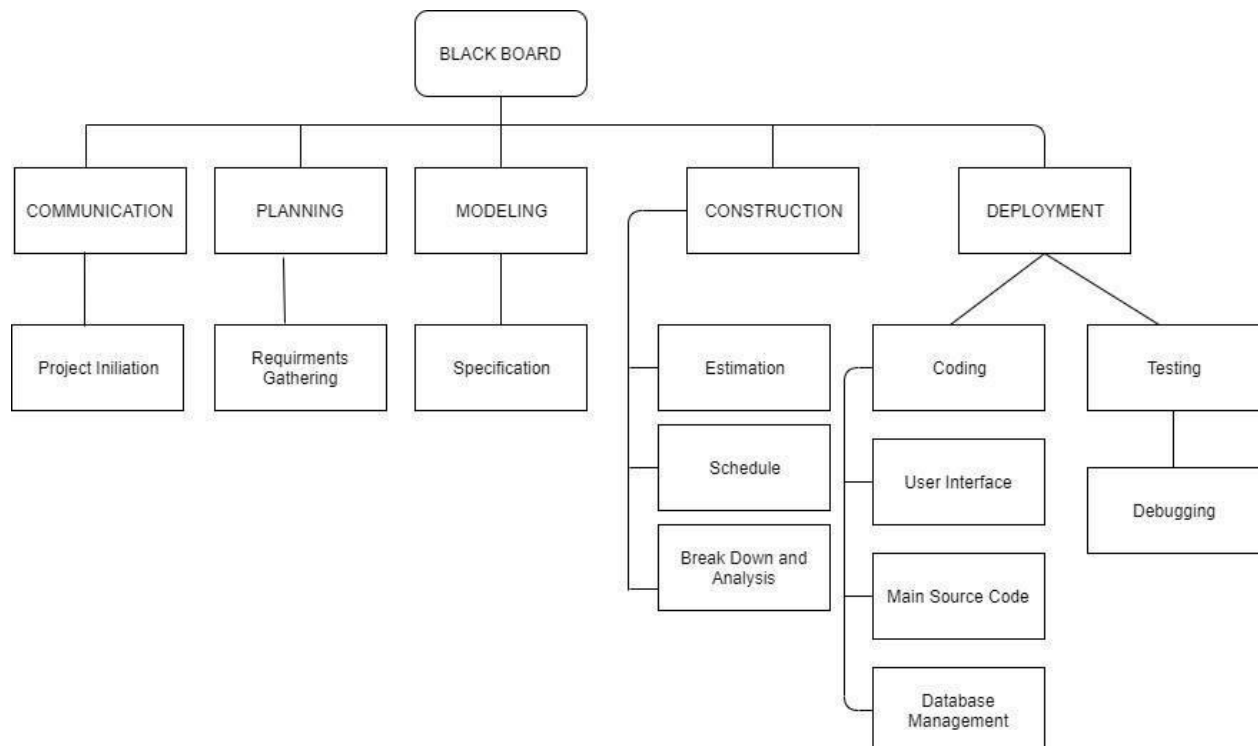 BLACK BOARD
COMMUNICATION
PLANNING
MODELING
CONSTRUCTION
DEPLOYMENT
Project Iniliation
Requirments
Gathering
Specification
Estimation
Coding
Testing
Schedule
User Interface
Debugging
Break Down and
Analysis
Main Source Code
Database
Management